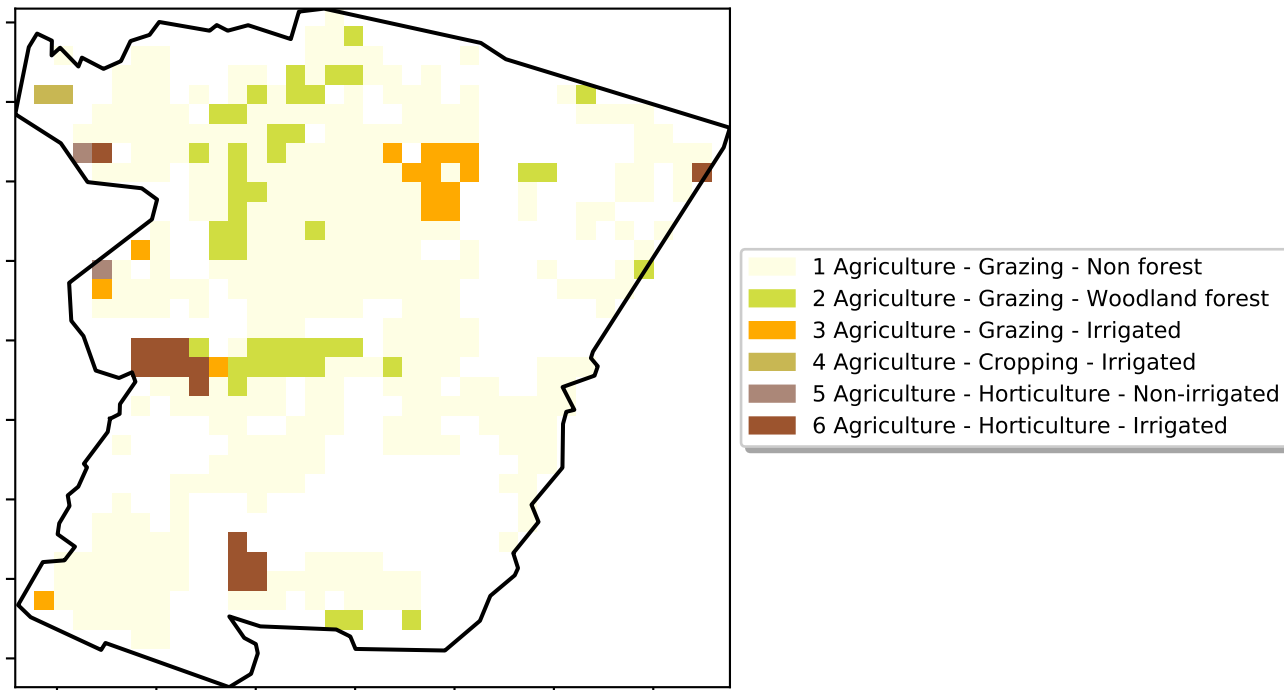 1 Agriculture - Grazing - Non forest
2 Agriculture - Grazing - Woodland forest
3 Agriculture - Grazing - Irrigated
4 Agriculture - Cropping - Irrigated
5 Agriculture - Horticulture - Non-irrigated
6 Agriculture - Horticulture - Irrigated